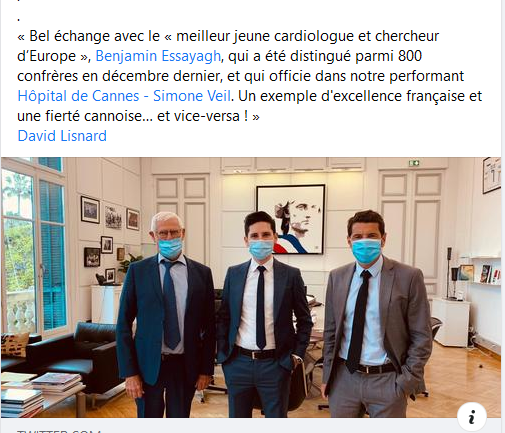 .
« Bel échange avec le « meilleur jeune cardiologue et chercheur
d'Europe », Benjamin Essayagh, qui a été distingué parmi 800
confrères en décembre dernier, et qui officie dans notre performant
Hôpital de Cannes - Simone Veil. Un exemple d'excellence française et
une fierté cannoise... et vice-versa ! »
David Lisnard
i
TWITTER.COM